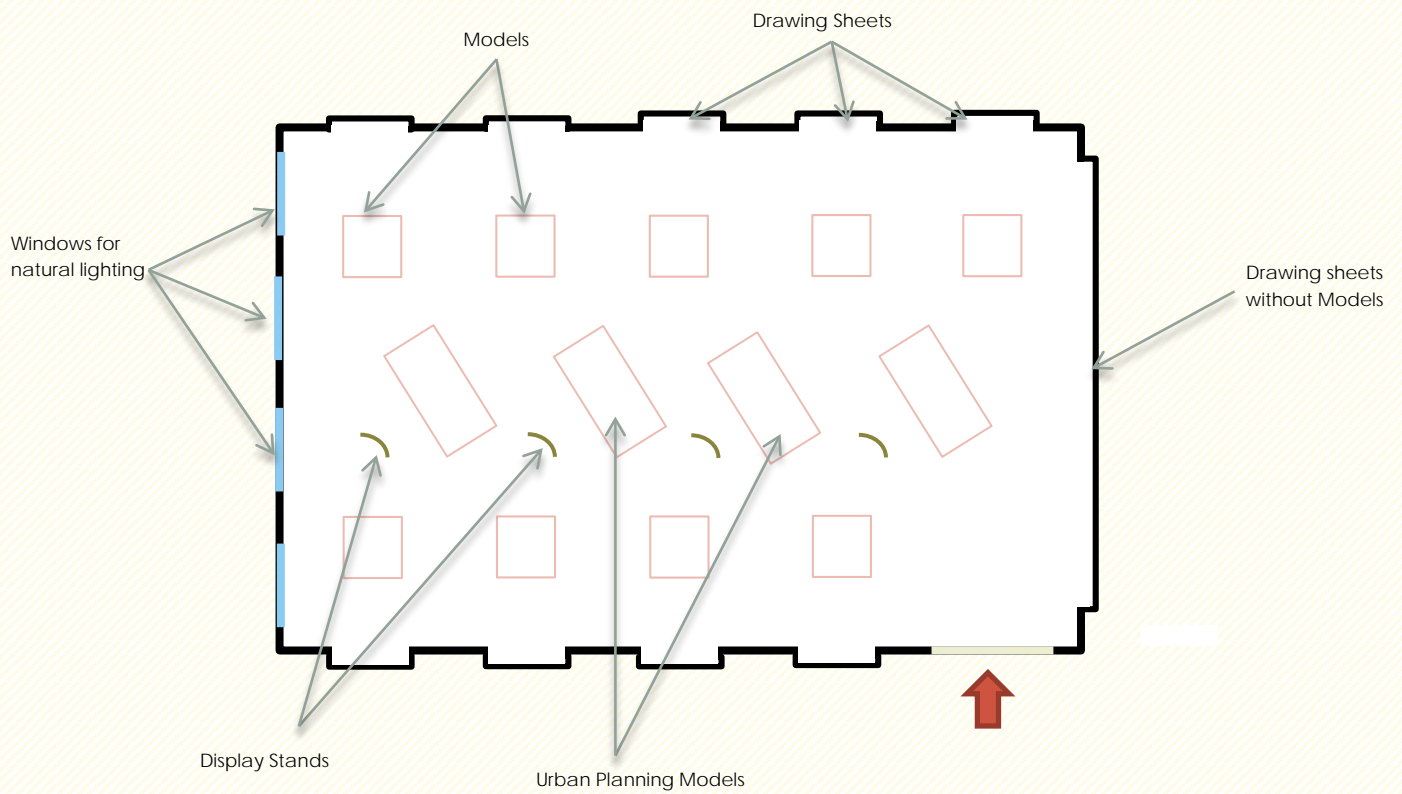 Drawing Sheets
Models
Windows for
natural lighting
Drawing sheets
without Models
Display Stands
Urban Planning Models